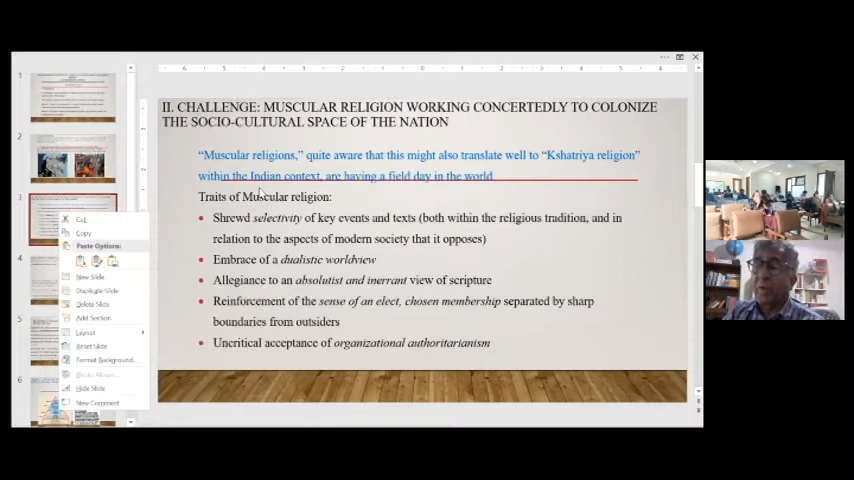 II. CHALLENGE: MUSCULAR RELIGION WORKING CONCERTEDLY TO COLONIZE
THE SOCIO-CULTURAL SPACE OF THE NATION
“Muscular religions,” quite aware that this might also translate well to “Kshatriya religion”
within the Indian context, are having a field day in the world
Traits of Muscular religion:
Shrewd selectivity of key events and texts (both within the religious tradition, and in
relation to the aspects of modern society that it opposes)
Embrace of a dualistic worldview
Allegiance to an absolutist and inerrant view of scripture
Reinforcement of the sense of an elect, chosen membership separated by sharp
boundaries from outsiders
Uncritical acceptance of organizational authoritarianism
1
2
3
4
5
6
Cut
Copy
Paste Options:
New Slide
Duplicate Slide
Delete Slide
Add Section
Layout
Reset Slide
Format Background...
Hide Slide
New Comment